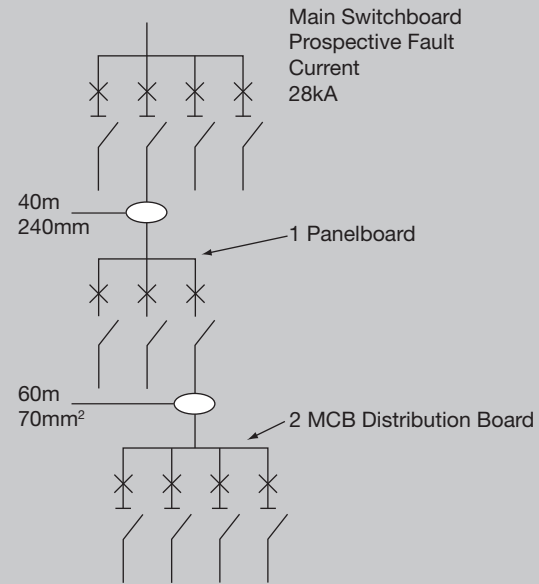 Main Switchboard
Prospective Fault
Current
28kA
40m
240mm
1 Panelboard
60m
70mm²
2 MCB Distribution Board